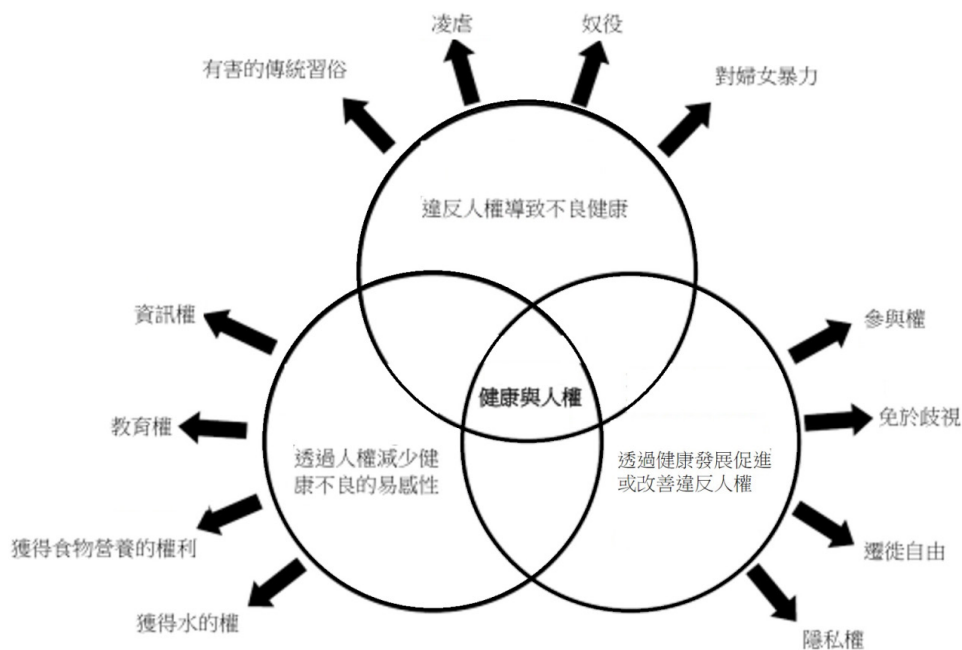 凌虐
奴役
有害的傳統習俗
對婦女暴力
違反人權導致不良健康
資訊權
參與權
健康與人權
教育權
免於歧視
透過人權減少健
康不良的易感性
透過健康發展促進
或改善違反人權
獲得食物營養的權利
遷徙自由
獲得水的權
隱私權